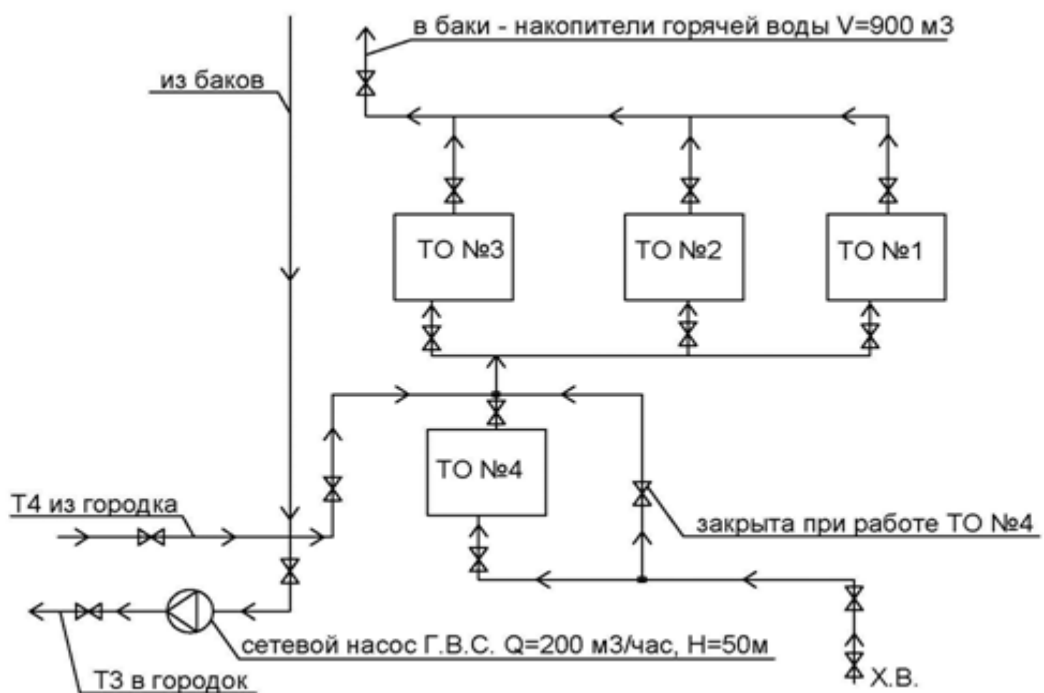 в баки - накопители горячей воды V=900 м3
из баков
ТО №3
ТО №2
ТО №1
ТО №4
Т4 из городка
закрыта при работе ТО №4
сетевой насос Г.В.С. Q=200 м3/час, Н=50м
Х.В.
Т3 в городок